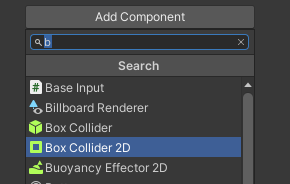 Add Component
b
Search
Base Input
Billboard Renderer
Box Collider
Box Collider 2D
Buoyancy Effector 2D